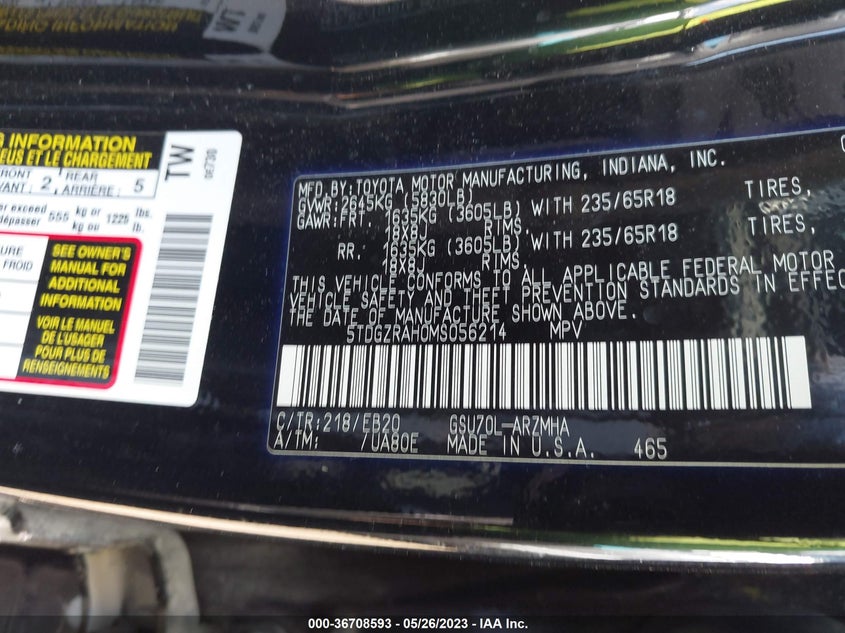 S INFORMATION
EUS ET LE CHARGEMENT
FRONT
VANT: 2, REAR
ARRIÈRE: 5
er exceed 555 kg or 1225 lbs.
dépasser kg ou lb.
URE
FROID
SEE OWNER'S
MANUAL FOR
ADDITIONAL
INFORMATION
VOIR LE MANUEL
DE L'USAGER
POUR PLUS DE
RENSEIGNEMENTS
TW
WT
MFD.BY:TOYOTA MOTOR MANUFACTURING, INDIANA, INC.
GVWR:2645KG (5830LB)
GAWR:FRT. 1635KG (3605LB) WITH 235/65R18 TIRES,
18X8J RIMS.
RR. 1635KG (3605LB) WITH 235/65R18 TIRES,
18X8J RIMS.
THIS VEHICLE CONFORMS TO ALL APPLICABLE FEDERAL MOTOR
VEHICLE SAFETY AND THEFT PREVENTION STANDARDS IN EFFEC
THE DATE OF MANUFACTURE SHOWN ABOVE.
5TDGZRAH0MS056214 MPV
C/TR:218/EB20 GSU70L-ARZMHA
A/TM: /UA80E MADE IN U.S.A. 465
000-36708593 - 05/26/2023 - IAA Inc.